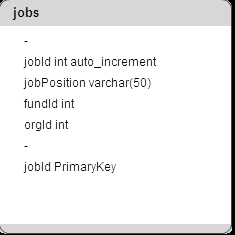 jobs
-
jobId int auto_increment
jobPosition varchar(50)
fundId int
orgId int
-
jobId PrimaryKey